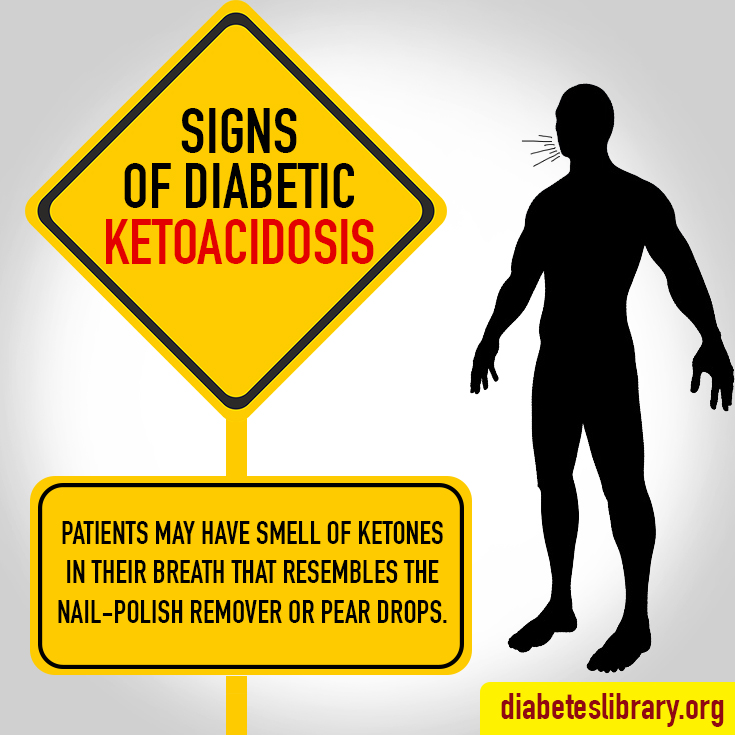 SIGNS
OF DIABETIC
KETOACIDOSIS
PATIENTS MAY HAVE SMELL OF KETONES
IN THEIR BREATH THAT RESEMBLES THE
NAIL-POLISH REMOVER OR PEAR DROPS.
diabeteslibrary.org